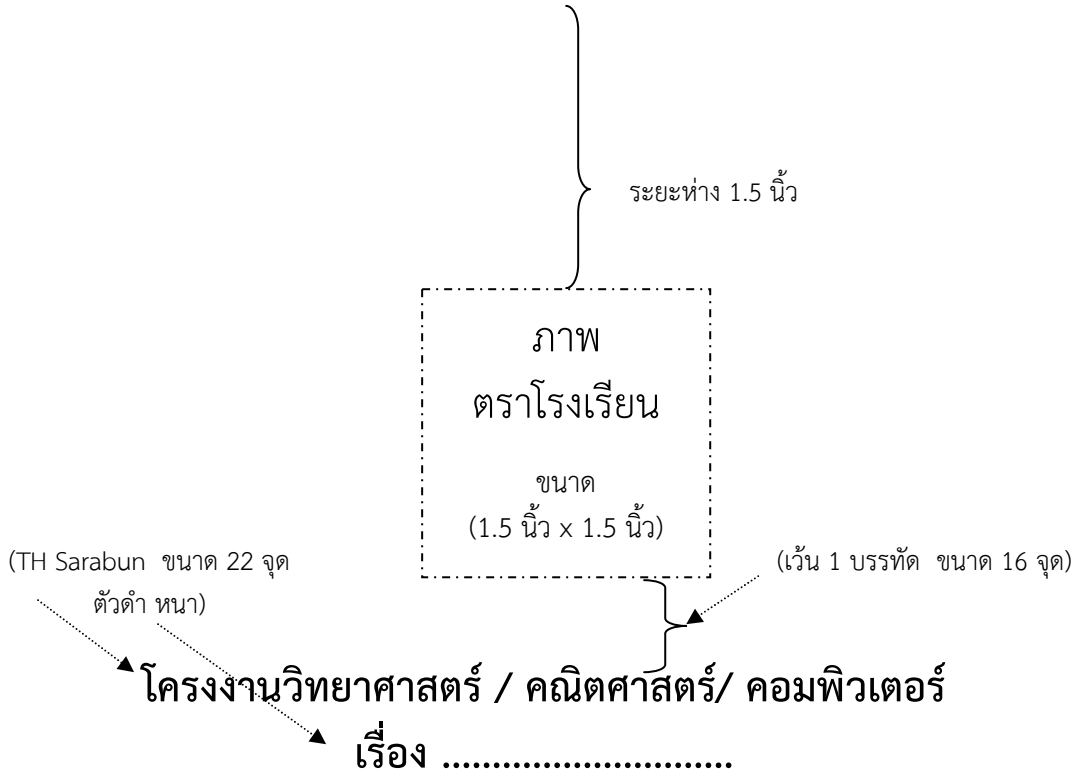 ระยะห่าง 1.5 นิ้ว
ภาพ
ตราโรงเรียน
ขนาด
(1.5 นิ้ว x 1.5 นิ้ว)
(TH Sarabun ขนาด 22 จุด
ตัวดำ หนา)
(เว้น 1 บรรทัด ขนาด 16 จุด)
โครงงานวิทยาศาสตร์ / คณิตศาสตร์/ คอมพิวเตอร์
เรื่อง .............................